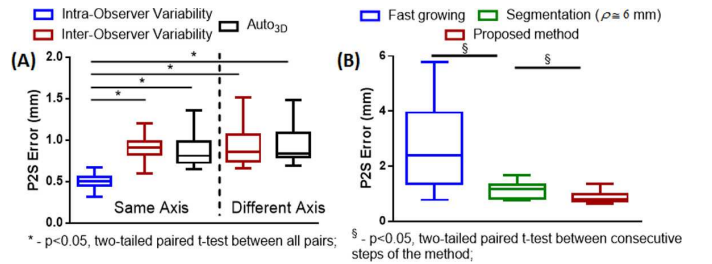 Intra-Observer Variability
Inter-Observer Variability
Auto3D
Fast growing
Segmentation (ρ≅6 mm)
Proposed method
(A)
P2S Error (mm)
2.0
1.5
1.0
0.5
0.0
*
*
*
*
Same Axis
Different Axis
* - p<0.05, two-tailed paired t-test between all pairs;
(B)
P2S Error (mm)
6
4
2
0
§
§
§ - p<0.05, two-tailed paired t-test between consecutive
steps of the method;